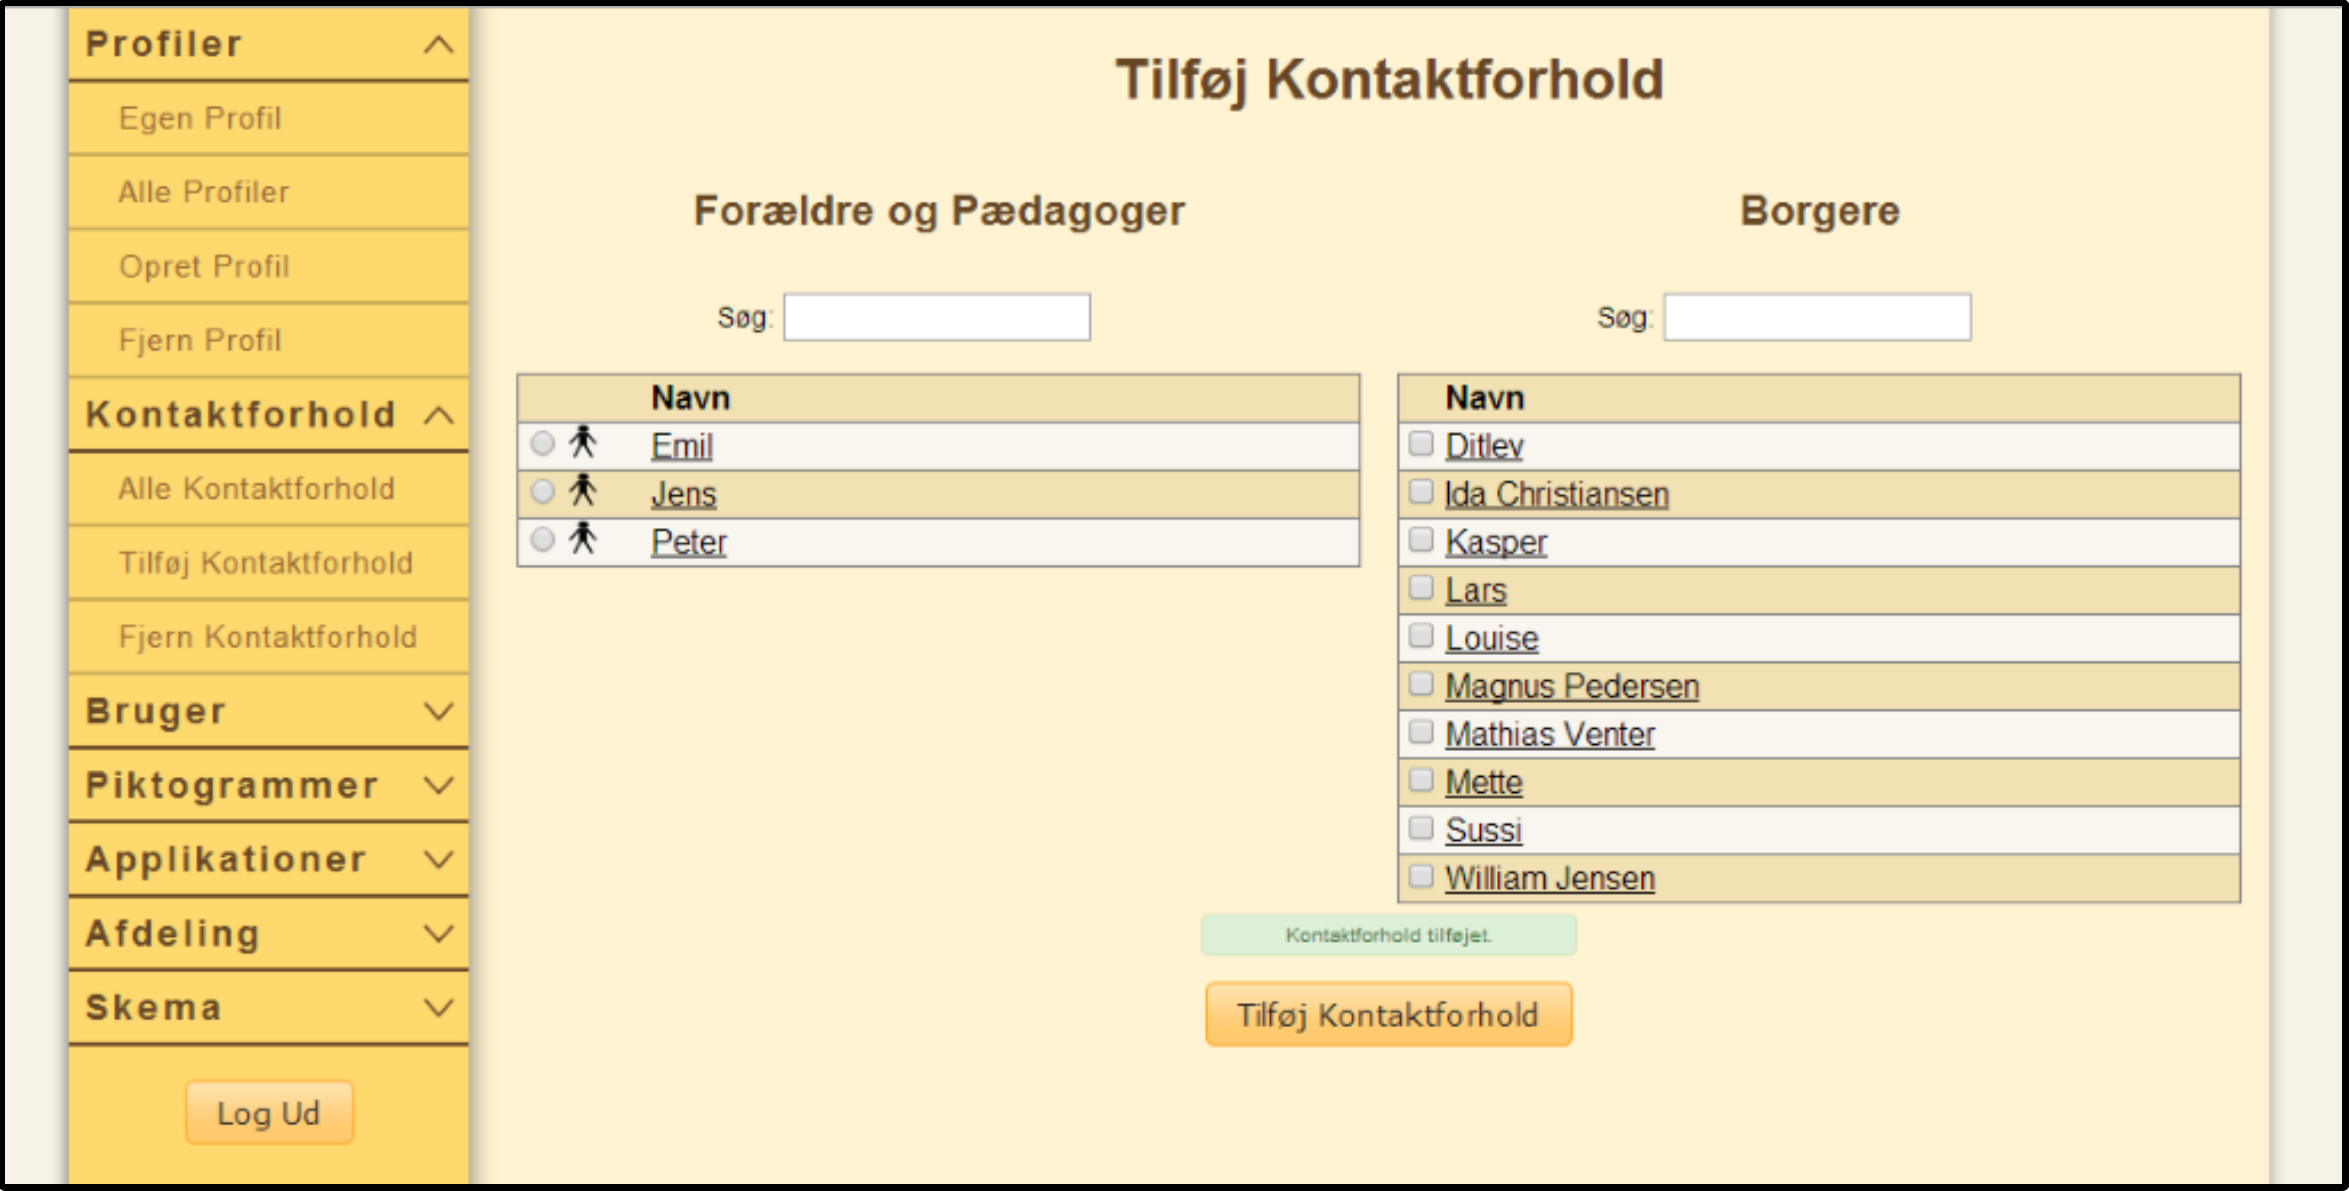 Profiler
Egen Profil
Alle Profiler
Opret Profil
Fjern Profil
Kontaktforhold
Alle Kontaktforhold
Tilføj Kontaktforhold
Fjern Kontaktforhold
Bruger
Piktogrammer
Applikationer
Afdeling
Skema
Log Ud
Tilføj Kontaktforhold
Forældre og Pædagoger
Søg:
Navn
Emil
Jens
Peter
Borgere
Søg:
Navn
Ditlev
Ida Christiansen
Kasper
Lars
Louise
Magnus Pedersen
Mathias Venter
Mette
Sussi
William Jensen
Kontaktforhold tilføjet.
Tilføj Kontaktforhold